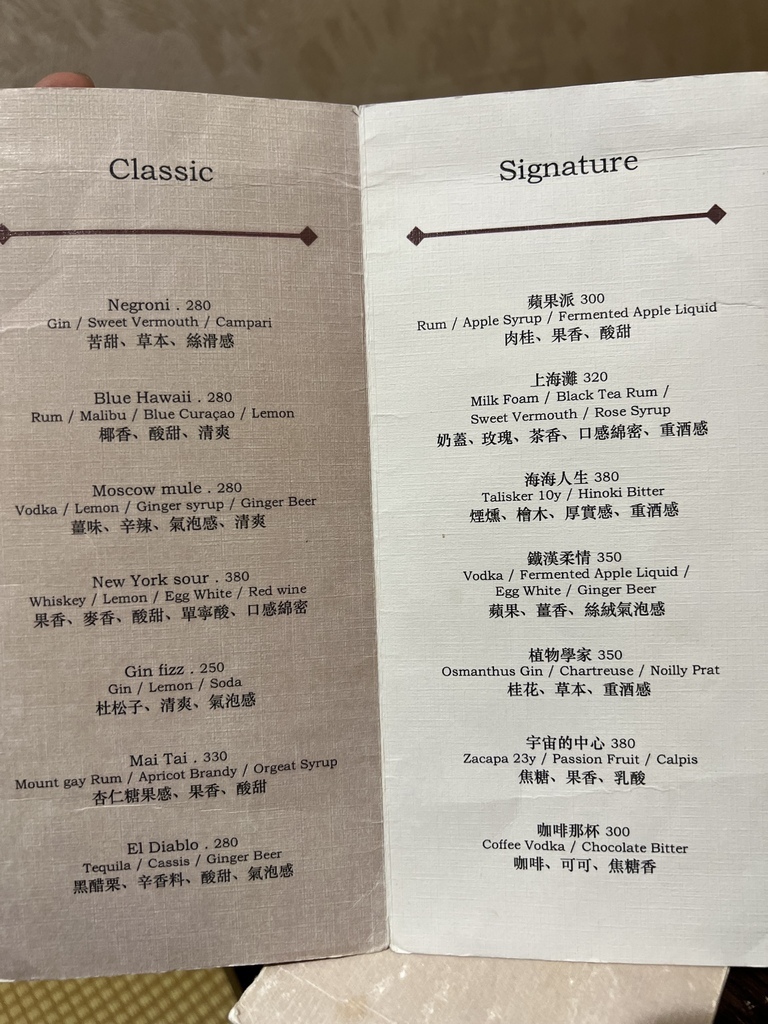 Classic
Negroni . 280
Gin / Sweet Vermouth / Campari
苦甜、草本、絲滑感
Blue Hawaii . 280
Rum / Malibu / Blue Curaçao / Lemon
椰香、酸甜、清爽
Moscow mule . 280
Vodka / Lemon / Ginger syrup / Ginger Beer
薑味、辛辣、氣泡感、清爽
New York sour . 380
Whiskey / Lemon / Egg White / Red wine
果香、麥香、酸甜、單寧酸、口感綿密
Gin fizz . 250
Gin / Lemon / Soda
杜松子、清爽、氣泡感
Mai Tai . 330
Mount gay Rum / Apricot Brandy / Orgeat Syrup
杏仁糖果感、果香、酸甜
El Diablo . 280
Tequila / Cassis / Ginger Beer
黑醋栗、辛香料、酸甜、氣泡感
Signature
蘋果派 300
Rum / Apple Syrup / Fermented Apple Liquid
肉桂、果香、酸甜
上海灘 320
Milk Foam / Black Tea Rum /
Sweet Vermouth / Rose Syrup
奶蓋、玫瑰、茶香、口感綿密、重酒感
海海人生 380
Talisker 10y / Hinoki Bitter
煙燻、檜木、厚實感、重酒感
鐵漢柔情 350
Vodka / Fermented Apple Liquid /
Egg White / Ginger Beer
蘋果、薑香、絲絨氣泡感
植物學家 350
Osmanthus Gin / Chartreuse / Noilly Prat
桂花、草本、重酒感
宇宙的中心 380
Zacapa 23y / Passion Fruit / Calpis
焦糖、果香、乳酸
咖啡那杯 300
Coffee Vodka / Chocolate Bitter
咖啡、可可、焦糖香